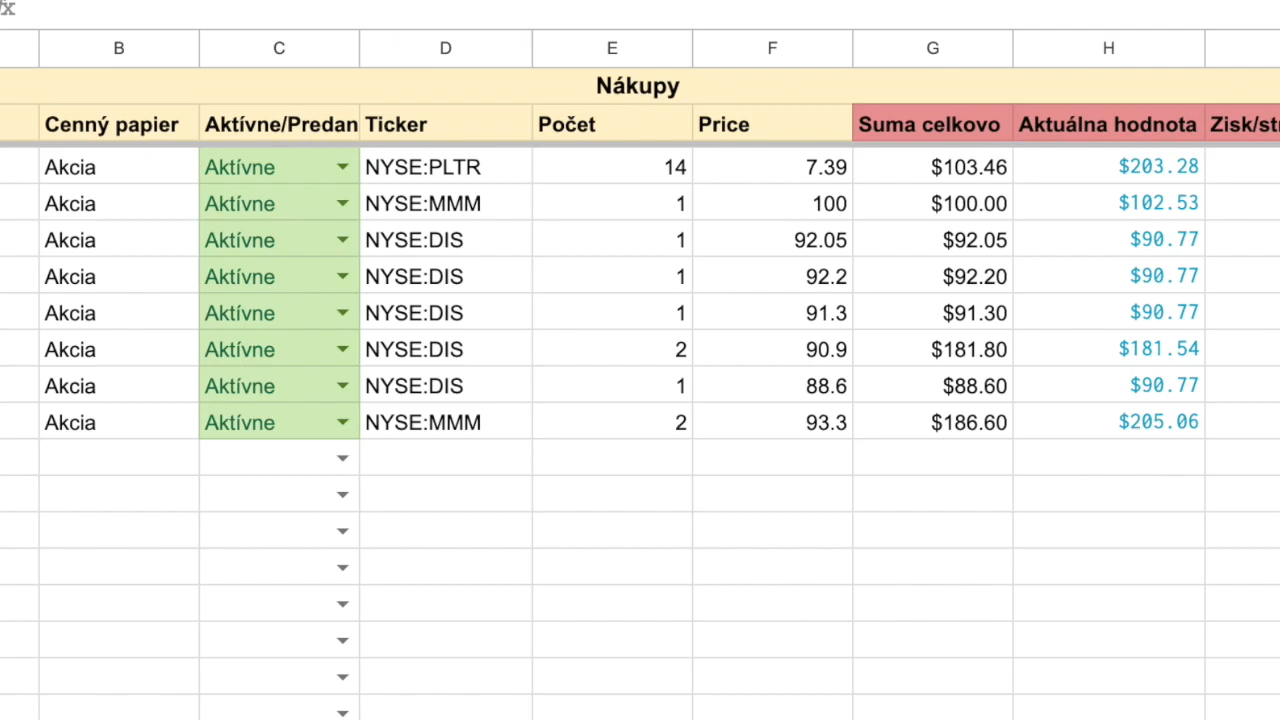 fx
B C D E F G H
Nákupy
Cenný papier Aktívne/Predan Ticker Počet Price Suma celkovo Aktuálna hodnota Zisk/str
Akcia Aktívne NYSE:PLTR 14 7.39 $103.46 $203.28
Akcia Aktívne NYSE:MMM 1 100 $100.00 $102.53
Akcia Aktívne NYSE:DIS 1 92.05 $92.05 $90.77
Akcia Aktívne NYSE:DIS 1 92.2 $92.20 $90.77
Akcia Aktívne NYSE:DIS 1 91.3 $91.30 $90.77
Akcia Aktívne NYSE:DIS 2 90.9 $181.80 $181.54
Akcia Aktívne NYSE:DIS 1 88.6 $88.60 $90.77
Akcia Aktívne NYSE:MMM 2 93.3 $186.60 $205.06